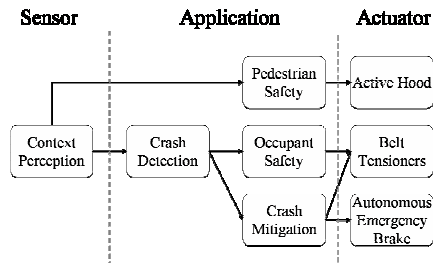 Sensor
Application
Actuator
Pedestrian
Safety
Active Hood
Context
Perception
Crash
Detection
Occupant
Safety
Belt
Tensioners
Crash
Mitigation
Autonomous
Emergency
Brake